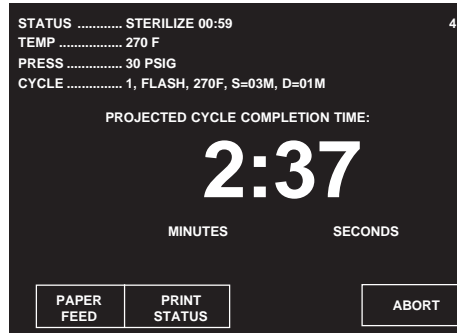 STATUS ............ STERILIZE 00:59 4
TEMP ................ 270 F
PRESS .............. 30 PSIG
CYCLE .............. 1, FLASH, 270F, S=03M, D=01M
PROJECTED CYCLE COMPLETION TIME:
2:37
MINUTES SECONDS
PAPER FEED
PRINT STATUS
ABORT